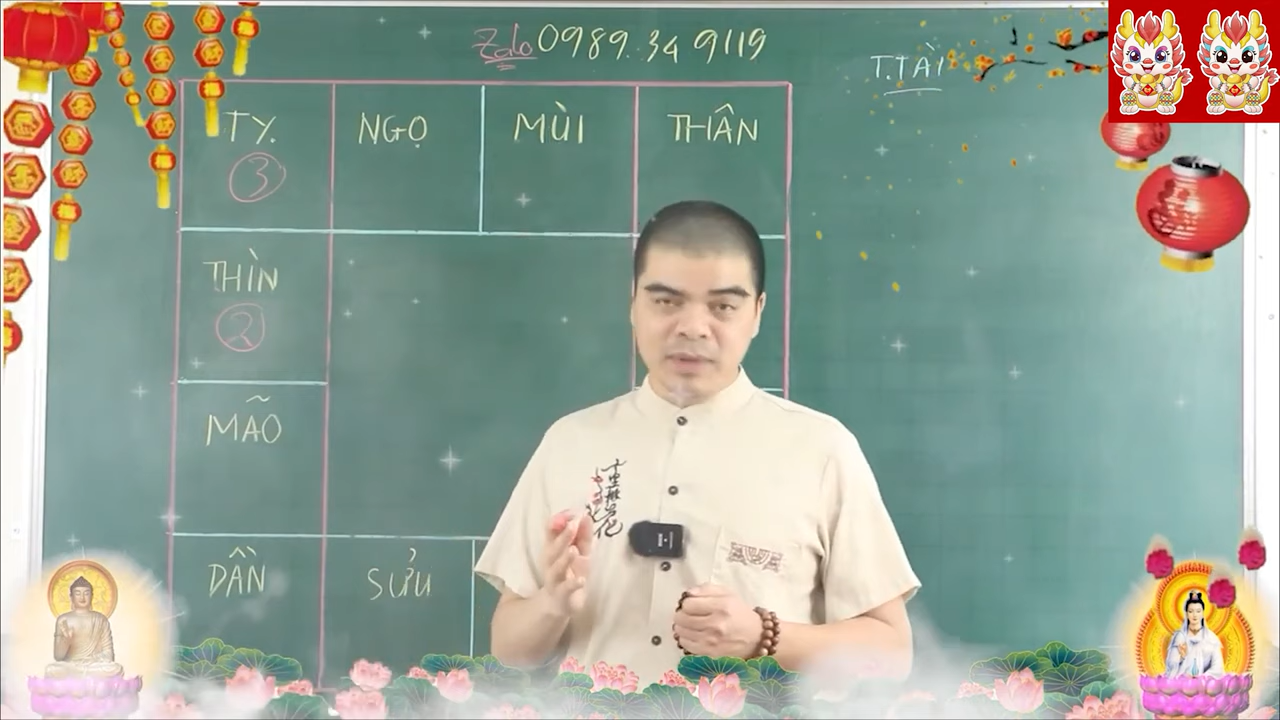 Zalo 0989.34 9119
T.TÀI
TỴ NGỌ MÙI THÂN
3
THÌN
2
MÃO
DẦN SỬU